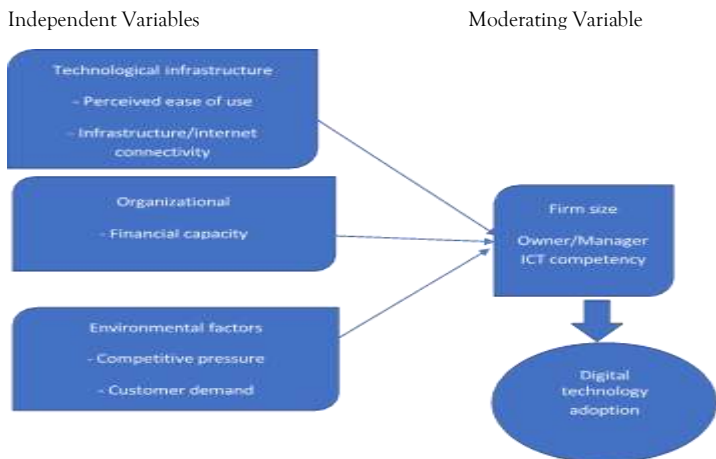 Independent Variables
Moderating Variable
Technological infrastructure
- Perceived ease of use
- Infrastructure/internet
connectivity
Organizational
- Financial capacity
Environmental factors
- Competitive pressure
- Customer demand
Firm size
Owner/Manager
ICT competency
Digital
technology
adoption